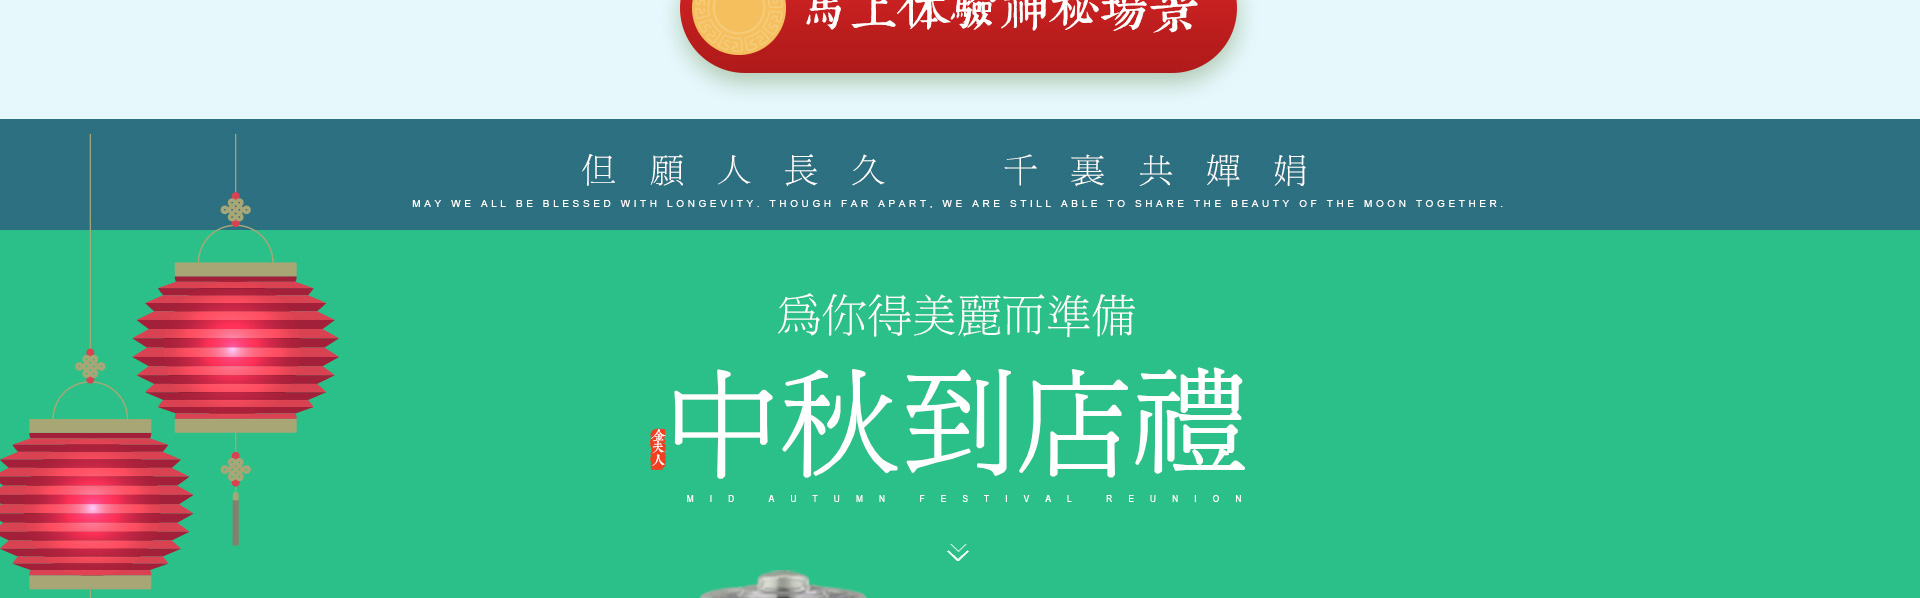 馬上体验神秘場景
但願人長久 千裏共嬋娟
MAY WE ALL BE BLESSED WITH LONGEVITY. THOUGH FAR APART, WE ARE STILL ABLE TO SHARE THE BEAUTY OF THE MOON TOGETHER.
爲你得美麗而準備
中秋到店禮
金夫人
MID AUTUMN FESTIVAL REUNION